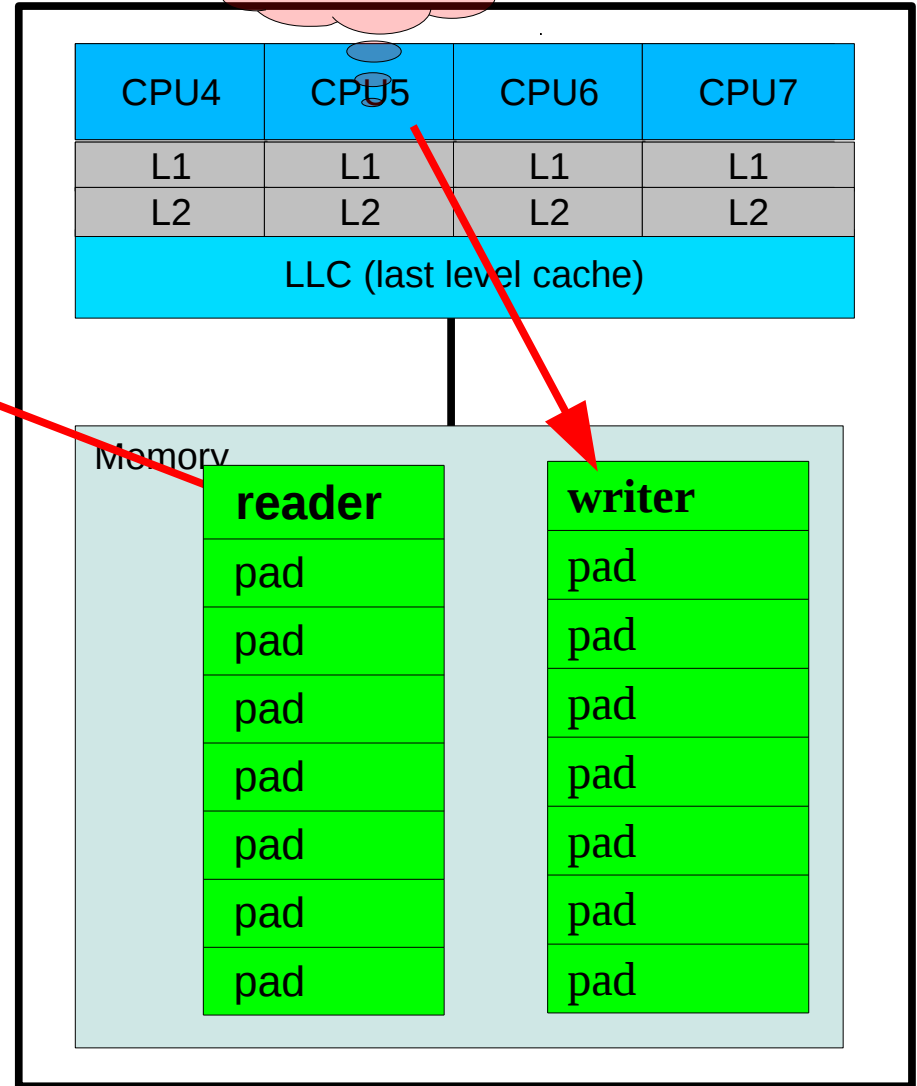 CPU4 CPU5 CPU6 CPU7
L1 L1 L1 L1
L2 L2 L2 L2
LLC (last level cache)
Memory
reader writer
pad pad
pad pad
pad pad
pad pad
pad pad
pad pad
pad pad